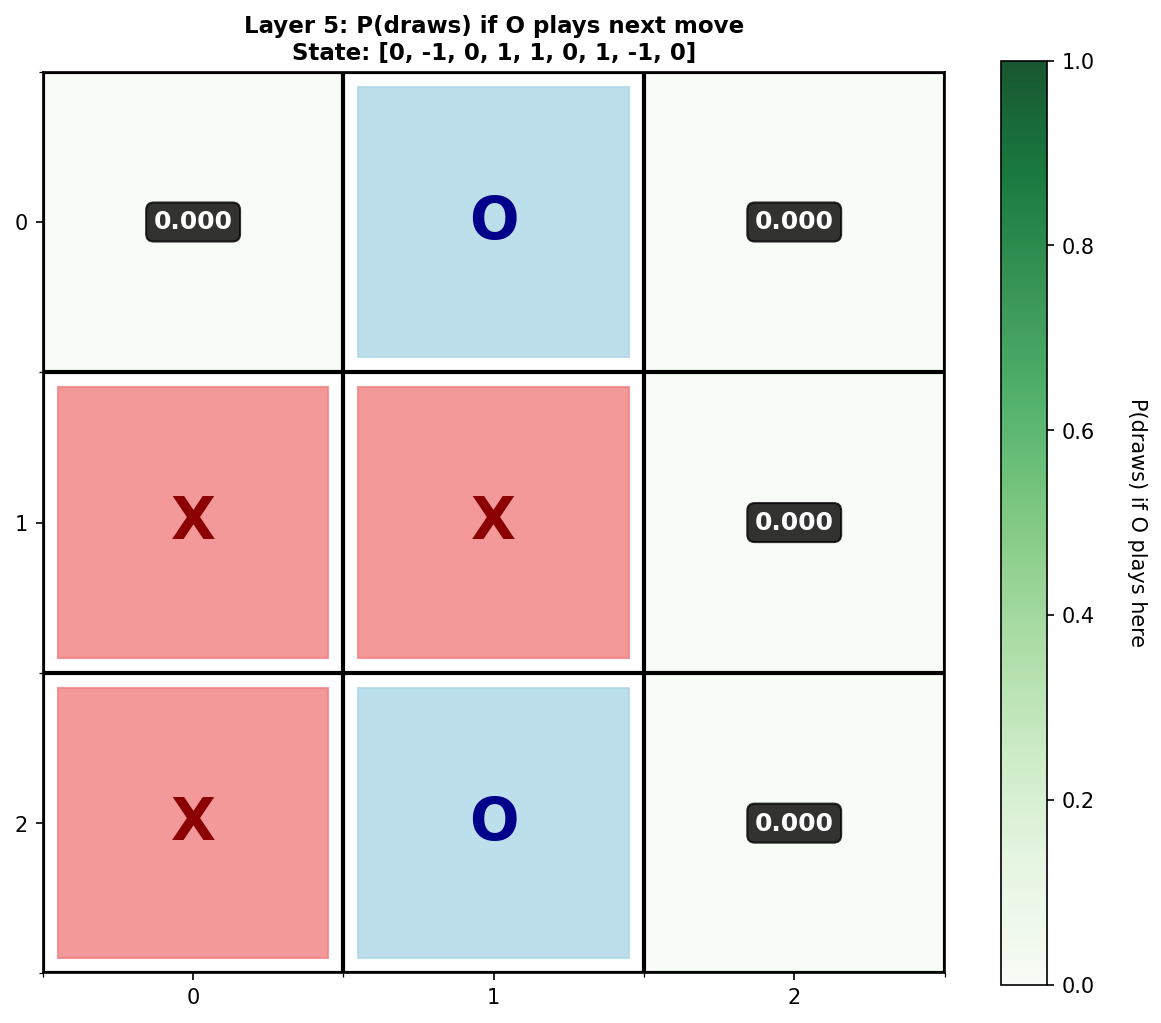 Layer 5: P(draws) if O plays next move
State: [0, -1, 0, 1, 1, 0, 1, -1, 0]
0.000
O
0.000
X
X
0.000
X
O
0.000
0
1
2
0
1
2
1.0
0.8
0.6
0.4
0.2
0.0
P(draws) if O plays here